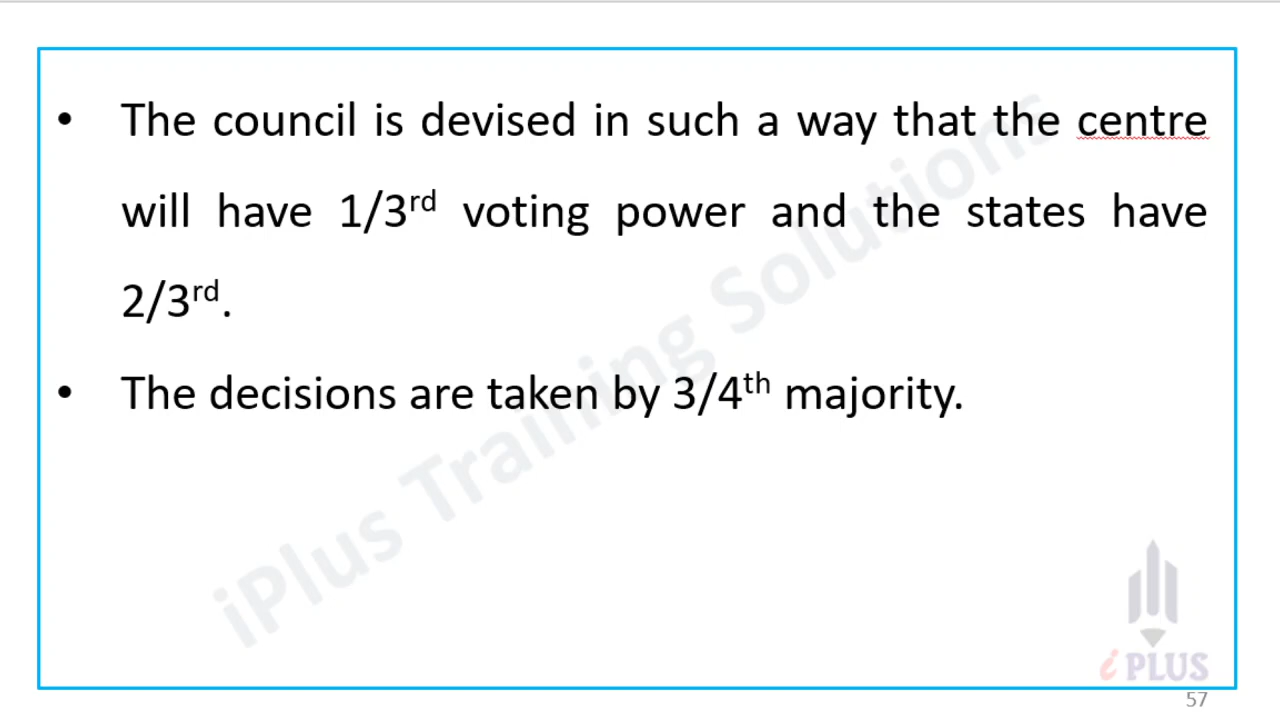 • The council is devised in such a way that the centre
will have 1/3rd voting power and the states have
2/3rd.
• The decisions are taken by 3/4th majority.
iPlus Training Solutions
i PLUS
57